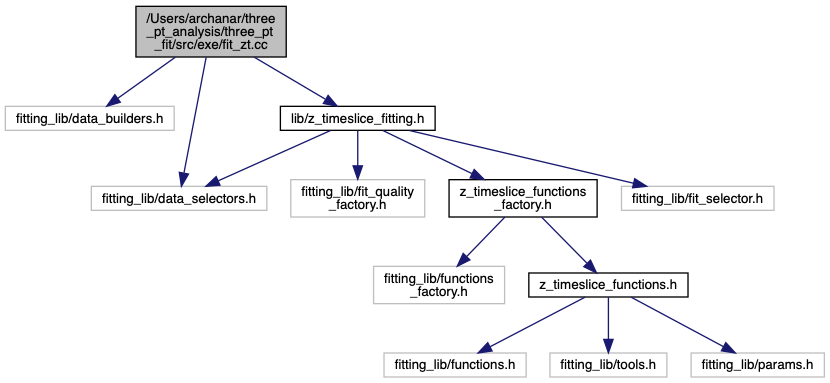 /Users/archanar/three
_pt_analysis/three_pt
_fit/src/exe/fit_zt.cc
fitting_lib/data_builders.h
lib/z_timeslice_fitting.h
fitting_lib/data_selectors.h
fitting_lib/fit_quality
_factory.h
z_timeslice_functions
_factory.h
fitting_lib/fit_selector.h
fitting_lib/functions
_factory.h
z_timeslice_functions.h
fitting_lib/functions.h
fitting_lib/tools.h
fitting_lib/params.h